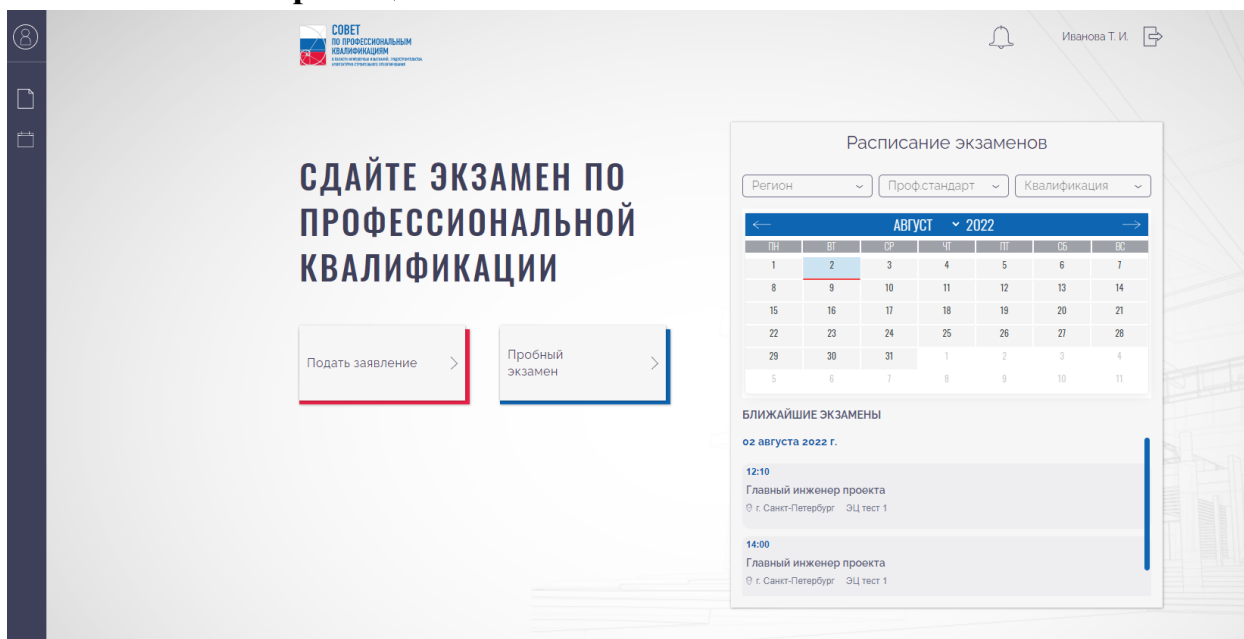 СОВЕТ
ПО ПРОФЕССИОНАЛЬНЫМ
КВАЛИФИКАЦИЯМ
Иванова Т. И.
СДАЙТЕ ЭКЗАМЕН ПО
ПРОФЕССИОНАЛЬНОЙ
КВАЛИФИКАЦИИ
Подать заявление
Пробный
экзамен
Расписание экзаменов
Регион Проф.стандарт Квалификация
АВГУСТ 2022
ПН ВТ СР ЧТ ПТ СБ ВС
1 2 3 4 5 6 7
8 9 10 11 12 13 14
15 16 17 18 19 20 21
22 23 24 25 26 27 28
29 30 31 1 2 3 4
5 6 7 8 9 10 11
БЛИЖАЙШИЕ ЭКЗАМЕНЫ
02 августа 2022 г.
12:10
Главный инженер проекта
г. Санкт-Петербург ЭЦ тест 1
14:00
Главный инженер проекта
г. Санкт-Петербург ЭЦ тест 1